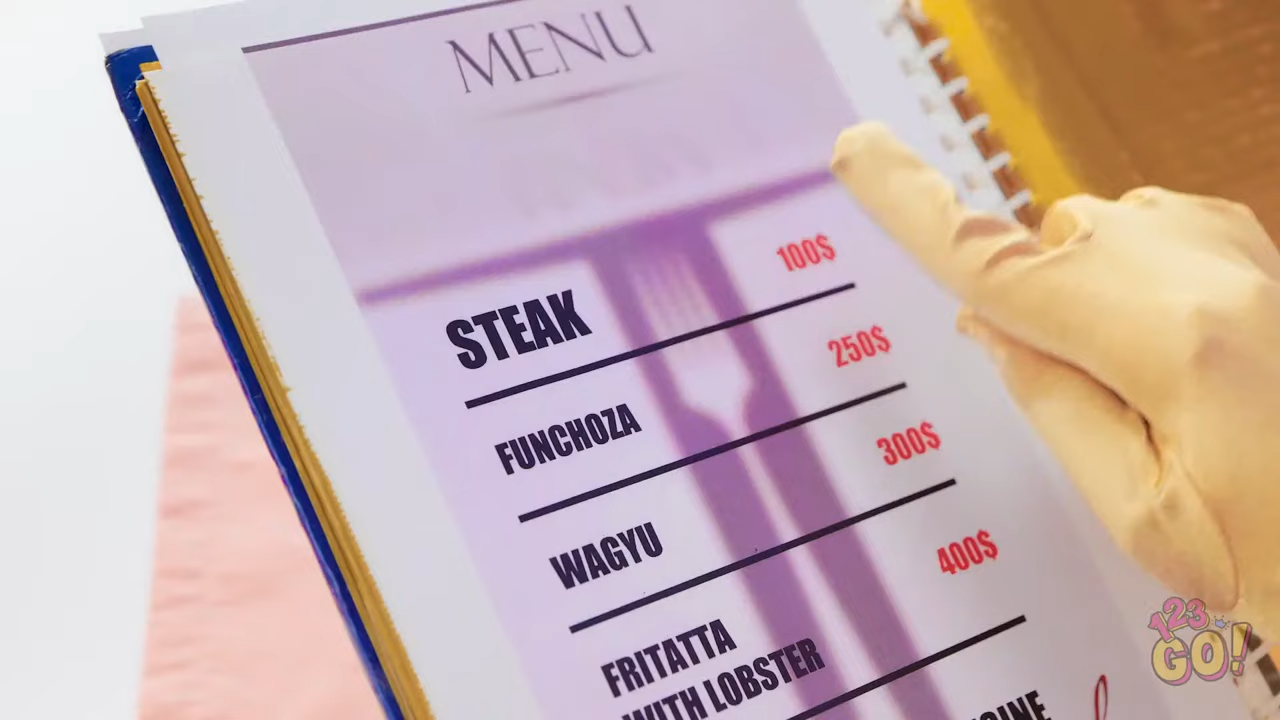 MENU
STEAK 100$
FUNCHOZA 250$
WAGYU 300$
FRITATTA 400$
WITH LOBSTER
123
GO!